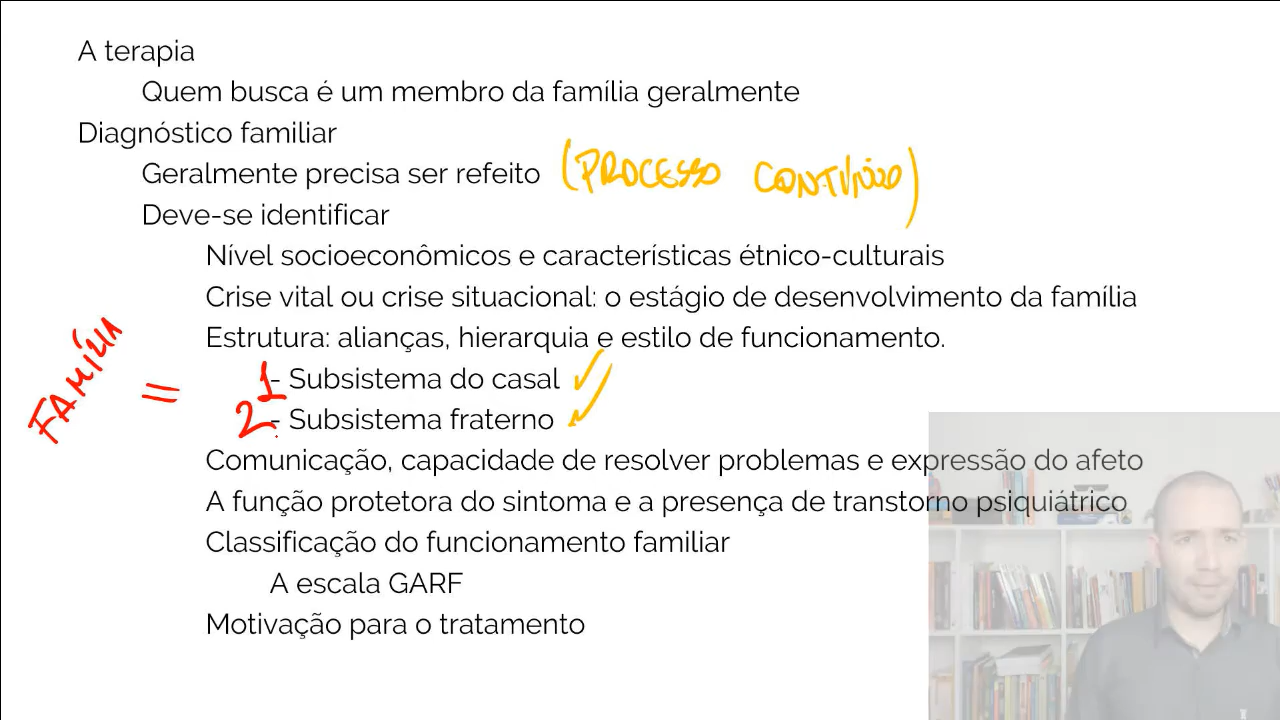 A terapia
Quem busca é um membro da família geralmente
Diagnóstico familiar
Geralmente precisa ser refeito (PROCESSO CONTÍNUO)
Deve-se identificar
Nível socioeconômicos e características étnico-culturais
Crise vital ou crise situacional: o estágio de desenvolvimento da família
Estrutura: alianças, hierarquia e estilo de funcionamento.
FAMÍLIA =
1 - Subsistema do casal
2 - Subsistema fraterno
Comunicação, capacidade de resolver problemas e expressão do afeto
A função protetora do sintoma e a presença de transtorno psiquiátrico
Classificação do funcionamento familiar
A escala GARF
Motivação para o tratamento